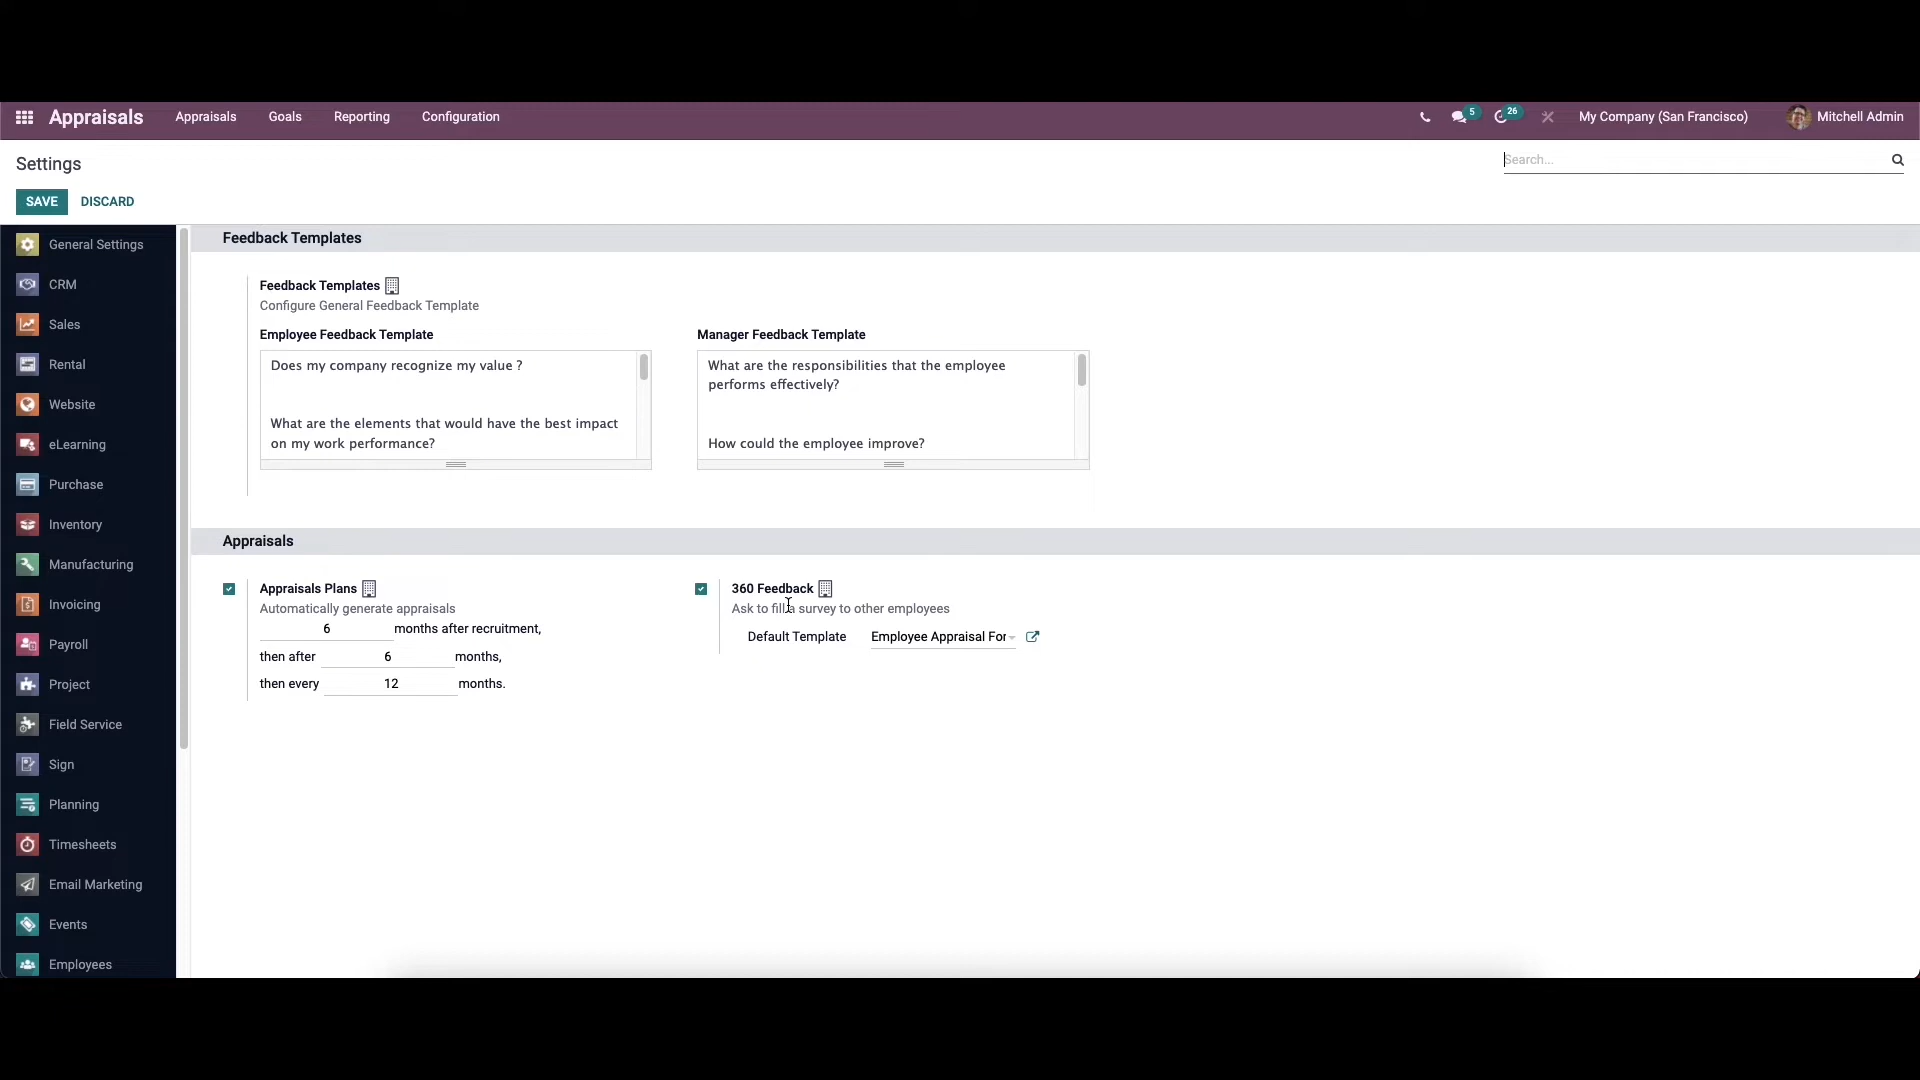 Appraisals Appraisals Goals Reporting Configuration 5 26 My Company (San Francisco) Mitchell Admin
Settings
Search...
SAVE DISCARD
General Settings
CRM
Sales
Rental
Website
eLearning
Purchase
Inventory
Manufacturing
Invoicing
Payroll
Project
Field Service
Sign
Planning
Timesheets
Email Marketing
Events
Employees
Feedback Templates
Feedback Templates
Configure General Feedback Template
Employee Feedback Template
Does my company recognize my value ?
What are the elements that would have the best impact
on my work performance?
Manager Feedback Template
What are the responsibilities that the employee
performs effectively?
How could the employee improve?
Appraisals
Appraisals Plans
Automatically generate appraisals
6 months after recruitment,
then after 6 months,
then every 12 months.
360 Feedback
Ask to fill a survey to other employees
Default Template Employee Appraisal For